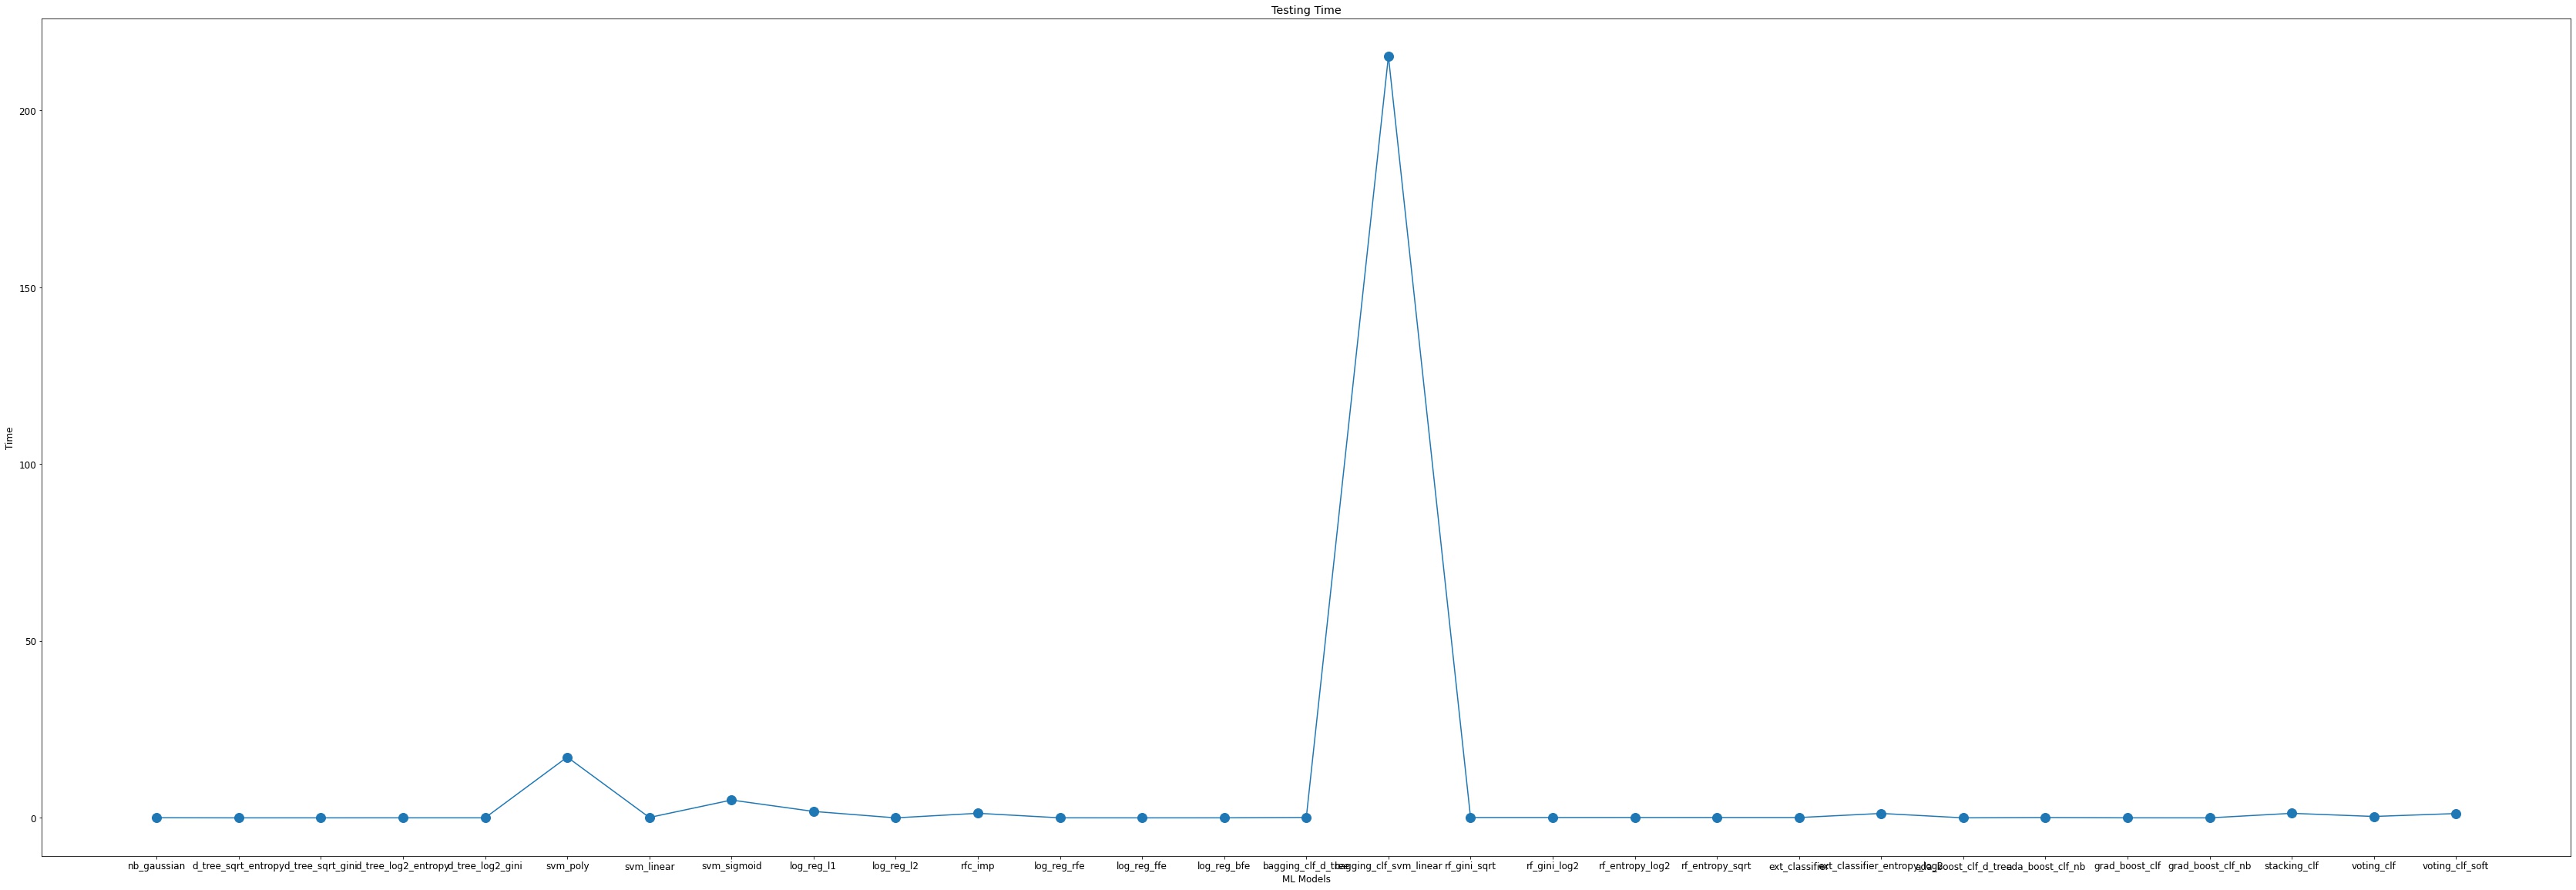 Testing Time
200
150
100
50
0
Time
nb_gaussian d_tree_sqrt_entropy d_tree_sqrt_gini d_tree_log2_entropy d_tree_log2_gini svm_poly svm_linear svm_sigmoid log_reg_l1 log_reg_l2 rfc_imp log_reg_rfe log_reg_ffe log_reg_bfe bagging_clf_d_tree bagging_clf_svm_linear rf_gini_sqrt rf_gini_log2 rf_entropy_log2 rf_entropy_sqrt ext_classifier ext_classifier_entropy_log2 ada_boost_clf_d_tree ada_boost_clf_nb grad_boost_clf grad_boost_clf_nb stacking_clf voting_clf voting_clf_soft
ML Models